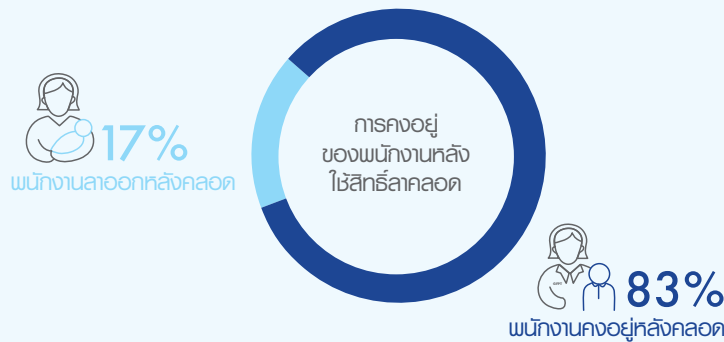 การคงอยู่
ของพนักงานหลัง
ใช้สิทธิ์ลาคลอด
17%
พนักงานลาออกหลังคลอด
83%
พนักงานคงอยู่หลังคลอด